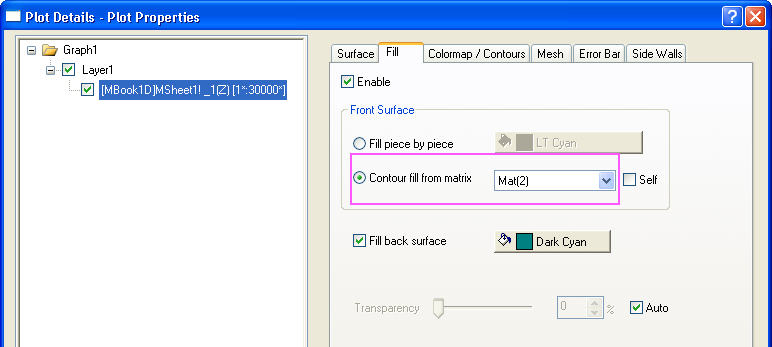 Plot Details - Plot Properties
Graph1
Layer1
[MBook1D]MSheet1! _1(Z) [1*:30000*]
Surface Fill Colormap / Contours Mesh Error Bar Side Walls
Enable
Front Surface
Fill piece by piece LT Cyan
Contour fill from matrix Mat(2) Self
Fill back surface Dark Cyan
Transparency 0 % Auto